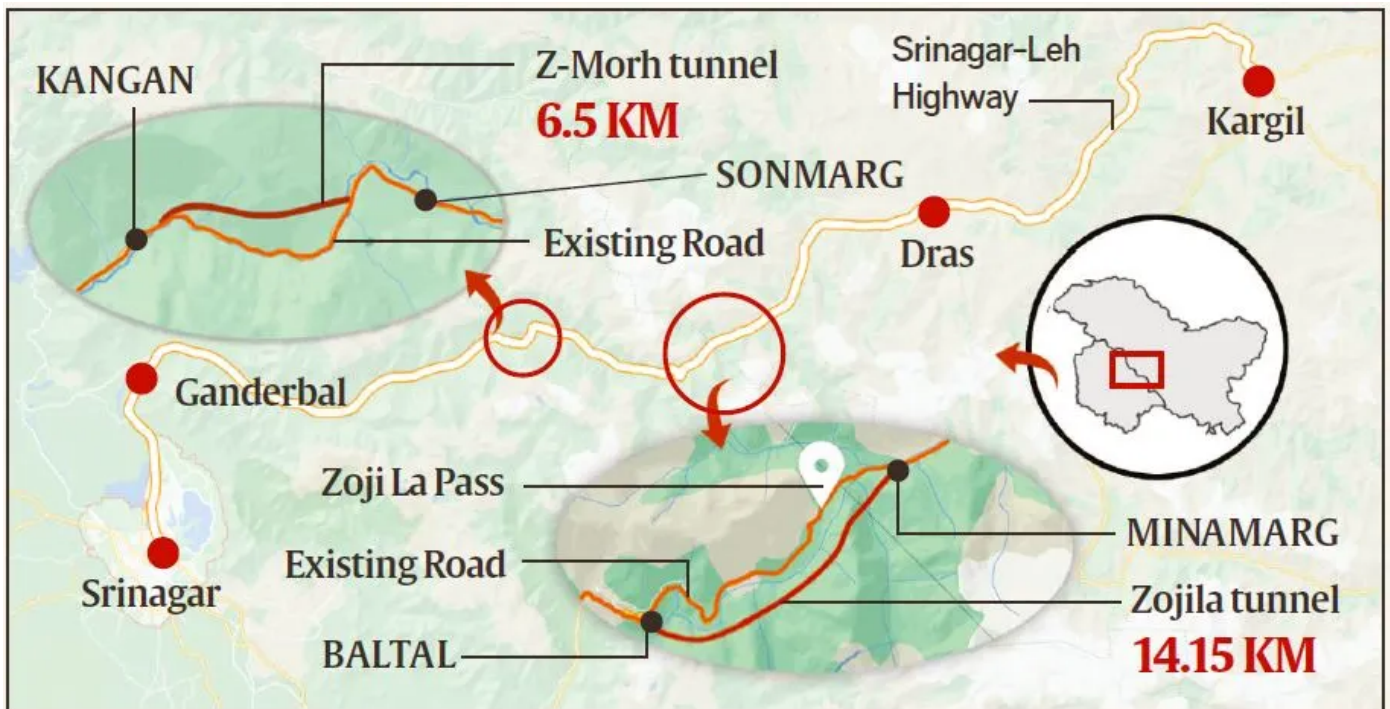 KANGAN
Z-Morh tunnel
6.5 KM
SONMARG
Existing Road
Srinagar-Leh
Highway
Kargil
Dras
Ganderbal
Srinagar
Zoji La Pass
Existing Road
BALTAL
MINAMARG
Zojila tunnel
14.15 KM